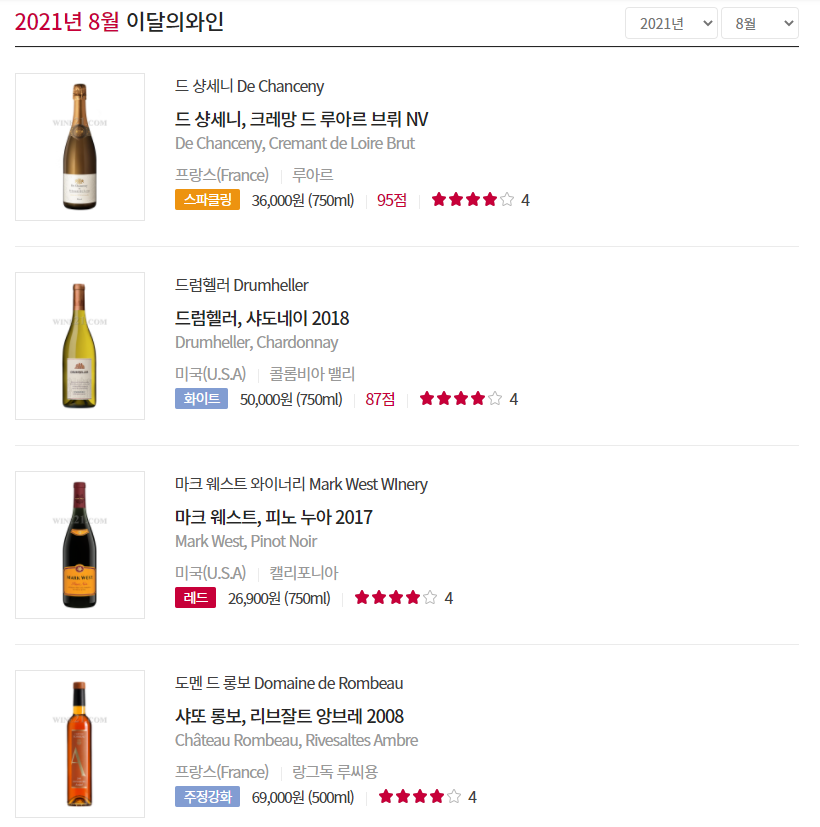 2021년 8월 이달의와인
2021년 8월
드 샹세니 De Chanceny
드 샹세니, 크레망 드 루아르 브뤼 NV
De Chanceny, Cremant de Loire Brut
프랑스(France) 루아르
스파클링 36,000원 (750ml) 95점 4
드럼헬러 Drumheller
드럼헬러, 샤도네이 2018
Drumheller, Chardonnay
미국(U.S.A) 콜롬비아 밸리
화이트 50,000원 (750ml) 87점 4
마크 웨스트 와이너리 Mark West WInery
마크 웨스트, 피노 누아 2017
Mark West, Pinot Noir
미국(U.S.A) 캘리포니아
MARK WEST
레드 26,900원 (750ml) 4
도멘 드 롱보 Domaine de Rombeau
샤또 롱보, 리브잘트 앙브레 2008
Château Rombeau, Rivesaltes Ambre
프랑스(France) 랑그독 루씨용
주정강화 69,000원 (500ml) 4